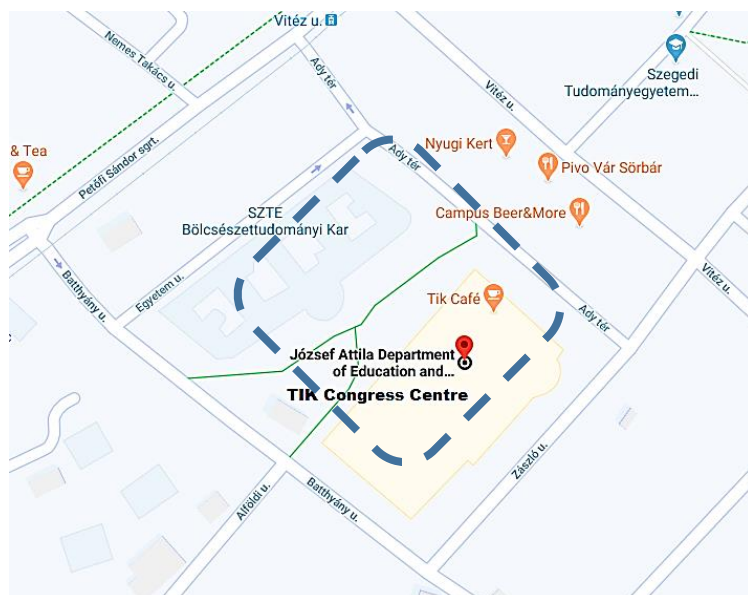 Vitéz u.
Nemes Takács u.
Ady tér
Vitéz u.
Szegedi
Tudományegyetem...
& Tea
Petőfi Sándor sgrt.
Nyugi Kert
Ady tér
Pivo Vár Sörbár
SZTE
Bölcsészettudományi Kar
Campus Beer&More
Batthyány u.
Egyetem u.
Vitéz u.
Tik Café
Ady tér
József Attila Department
of Education and...
TIK Congress Centre
Zászló u.
Alföldi u.
Batthyány u.